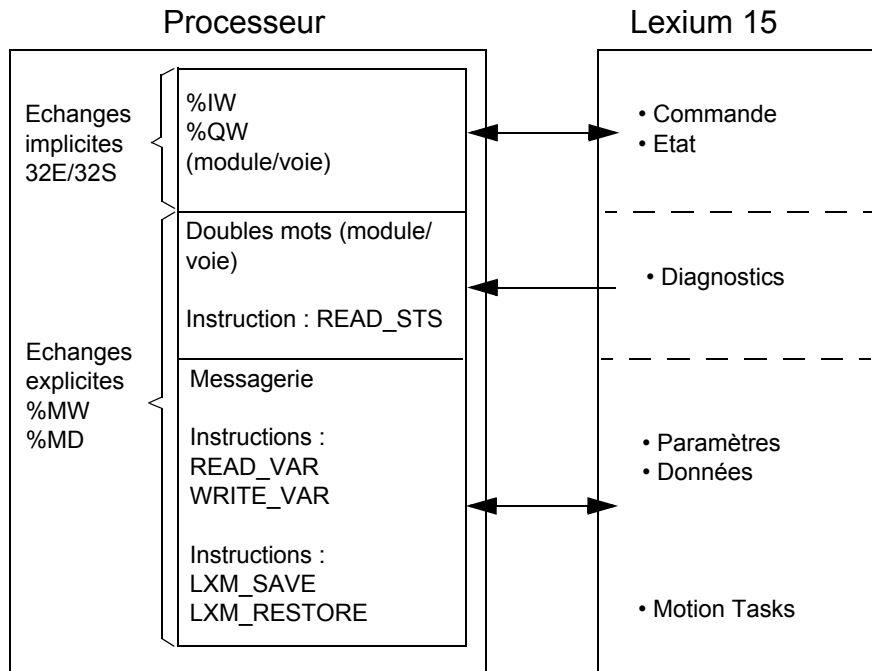 Processeur
Lexium 15
Echanges
implicites
32E/32S
%IW
%QW
(module/voie)
• Commande
• Etat
Doubles mots (module/
voie)
Instruction : READ_STS
• Diagnostics
Echanges
explicites
%MW
%MD
Messagerie
Instructions :
READ_VAR
WRITE_VAR
Instructions :
LXM_SAVE
LXM_RESTORE
• Paramètres
• Données
• Motion Tasks